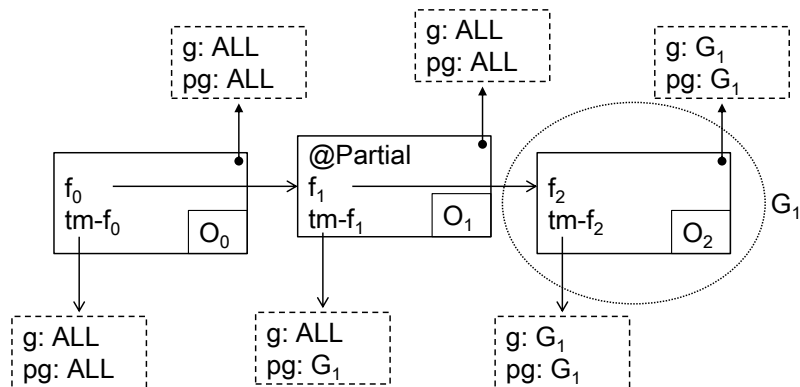 g: ALL
pg: ALL
g: ALL
pg: ALL
g: G₁
pg: G₁
@Partial
f₀
tm-f₀
O₀
f₁
tm-f₁
O₁
f₂
tm-f₂
O₂
G₁
g: ALL
pg: ALL
g: ALL
pg: G₁
g: G₁
pg: G₁